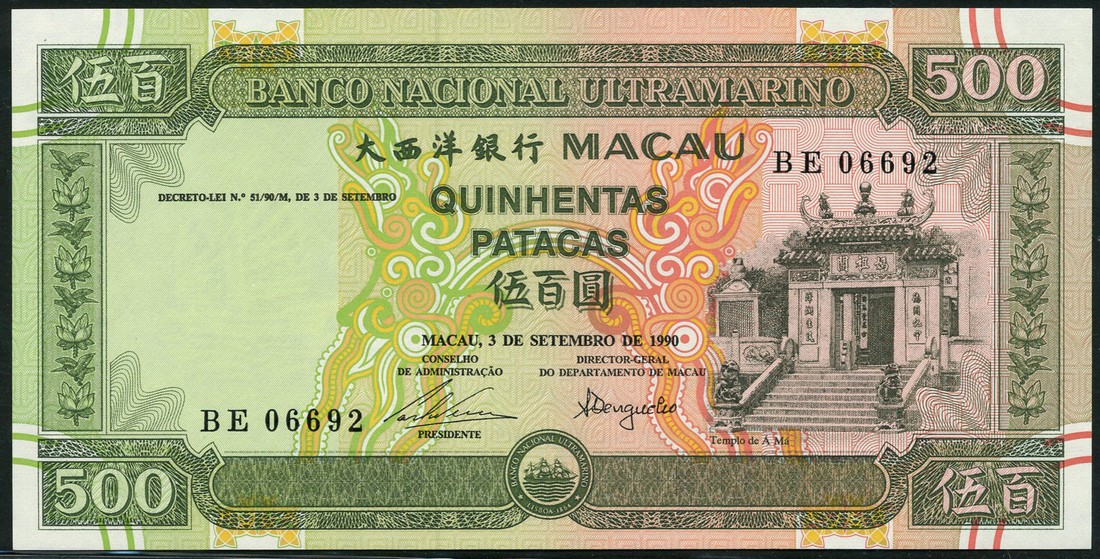 伍百
500
BANCO NACIONAL ULTRAMARINO
大西洋銀行 MACAU
BE 06692
DECRETO-LEI N.º 51/90/M, DE 3 DE SETEMBRO
QUINHENTAS
PATACAS
伍百圓
MACAU, 3 DE SETEMBRO DE 1990
CONSELHO
DE ADMINISTRAÇÃO
DIRECTOR-GERAL
DO DEPARTAMENTO DE MACAU
BE 06692
PRESIDENTE
Templo de Á Má
BANCO NACIONAL ULTRAMARINO
LISBOA 1864
500
伍百